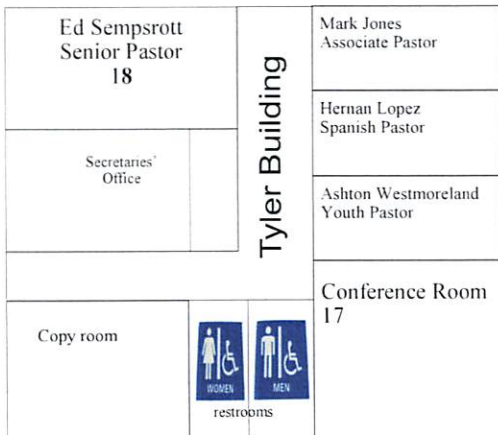 Ed Sempsrott
Senior Pastor
18
Secretaries'
Office
Tyler Building
Mark Jones
Associate Pastor
Hernan Lopez
Spanish Pastor
Ashton Westmoreland
Youth Pastor
Conference Room
17
Copy room
WOMEN
MEN
restrooms